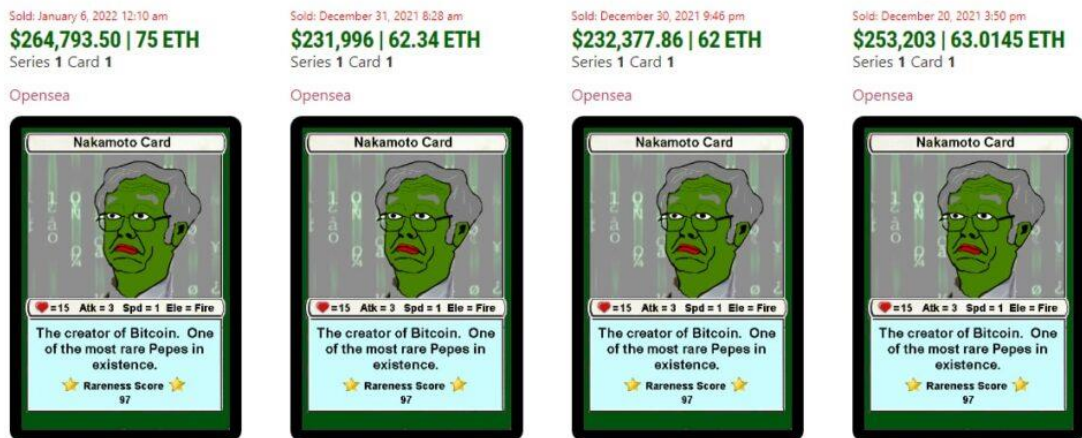 Sold: January 6, 2022 12:10 am
$264,793.50 | 75 ETH
Series 1 Card 1
Opensea
Nakamoto Card
=15 Atk = 3 Spd = 1 Ele = Fire
The creator of Bitcoin. One
of the most rare Pepes in
existence.
Rareness Score
97
Sold: December 31, 2021 8:28 am
$231,996 | 62.34 ETH
Series 1 Card 1
Opensea
Nakamoto Card
=15 Atk = 3 Spd = 1 Ele = Fire
The creator of Bitcoin. One
of the most rare Pepes in
existence.
Rareness Score
97
Sold: December 30, 2021 9:46 pm
$232,377.86 | 62 ETH
Series 1 Card 1
Opensea
Nakamoto Card
=15 Atk = 3 Spd = 1 Ele = Fire
The creator of Bitcoin. One
of the most rare Pepes in
existence.
Rareness Score
97
Sold: December 20, 2021 3:50 pm
$253,203 | 63.0145 ETH
Series 1 Card 1
Opensea
Nakamoto Card
=15 Atk = 3 Spd = 1 Ele = Fire
The creator of Bitcoin. One
of the most rare Pepes in
existence.
Rareness Score
97